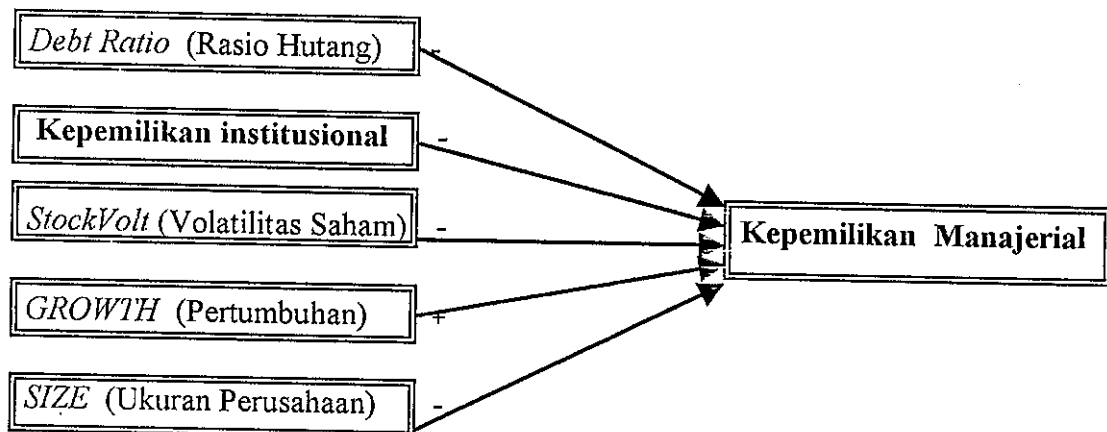 Debt Ratio (Rasio Hutang)
-
Kepemilikan institusional
-
StockVolt (Volatilitas Saham)
-
Kepemilikan Manajerial
GROWTH (Pertumbuhan)
+
SIZE (Ukuran Perusahaan)
-